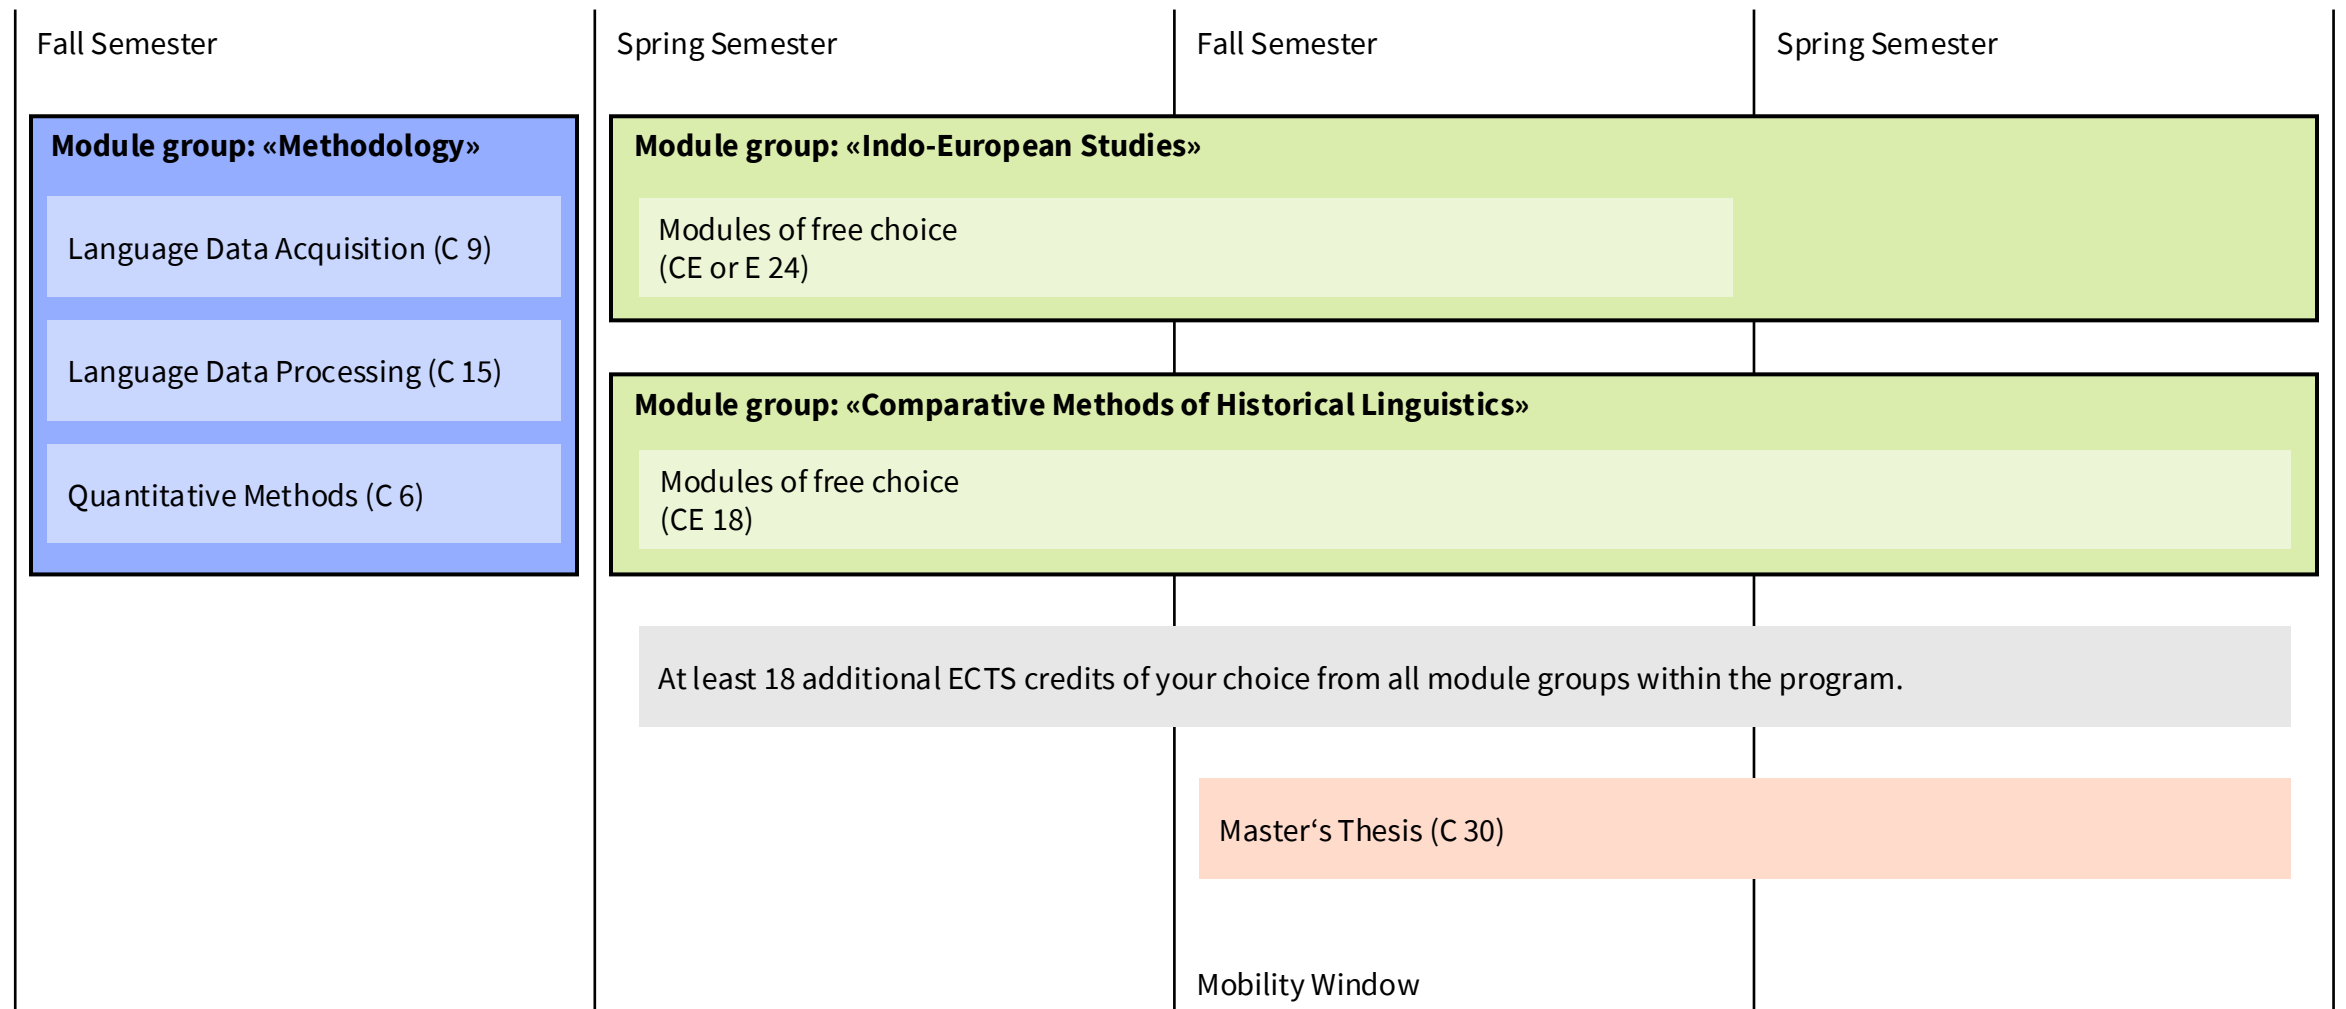 Fall Semester
Spring Semester
Fall Semester
Spring Semester
Module group: «Methodology»
Language Data Acquisition (C 9)
Language Data Processing (C 15)
Quantitative Methods (C 6)
Module group: «Indo-European Studies»
Modules of free choice
(CE or E 24)
Module group: «Comparative Methods of Historical Linguistics»
Modules of free choice
(CE 18)
At least 18 additional ECTS credits of your choice from all module groups within the program.
Master‘s Thesis (C 30)
Mobility Window